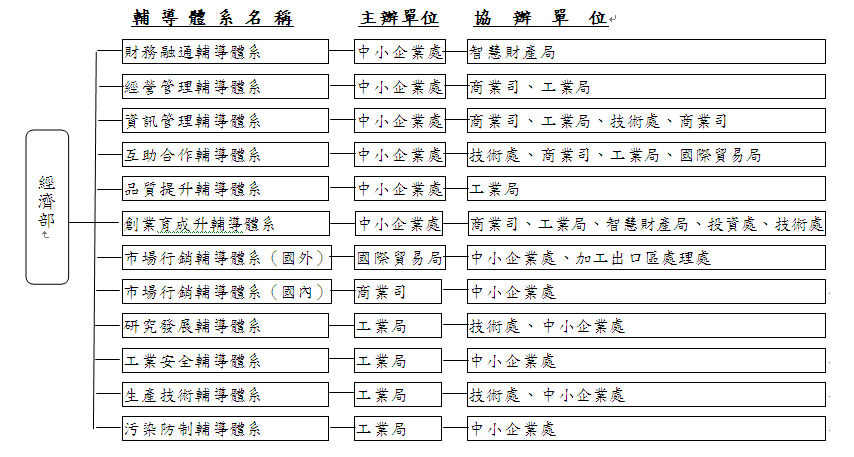 輔導體系名稱 主辦單位 協辦單位
財務融通輔導體系 中小企業處 智慧財產局
經營管理輔導體系 中小企業處 商業司、工業局
資訊管理輔導體系 中小企業處 商業司、工業局、技術處、商業司
互助合作輔導體系 中小企業處 技術處、商業司、工業局、國際貿易局
品質提升輔導體系 中小企業處 工業局
經濟部
創業育成升輔導體系 中小企業處 商業司、工業局、智慧財產局、投資處、技術處
市場行銷輔導體系（國外） 國際貿易局 中小企業處、加工出口區處理處
市場行銷輔導體系（國內） 商業司 中小企業處
研究發展輔導體系 工業局 技術處、中小企業處
工業安全輔導體系 工業局 中小企業處
生產技術輔導體系 工業局 技術處、中小企業處
污染防制輔導體系 工業局 中小企業處